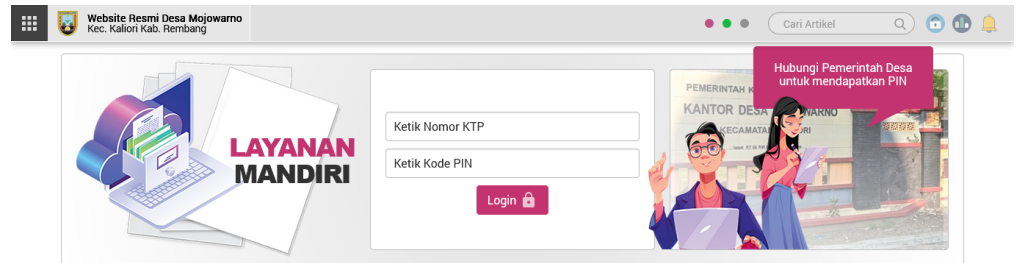 Website Resmi Desa Mojowarno
Kec. Kaliori Kab. Rembang
Cari Artikel
LAYANAN
MANDIRI
Ketik Nomor KTP
Ketik Kode PIN
Login
Hubungi Pemerintah Desa
untuk mendapatkan PIN
PEMERINTAH K
KANTOR DESA WARNO
KECAMATA ORI